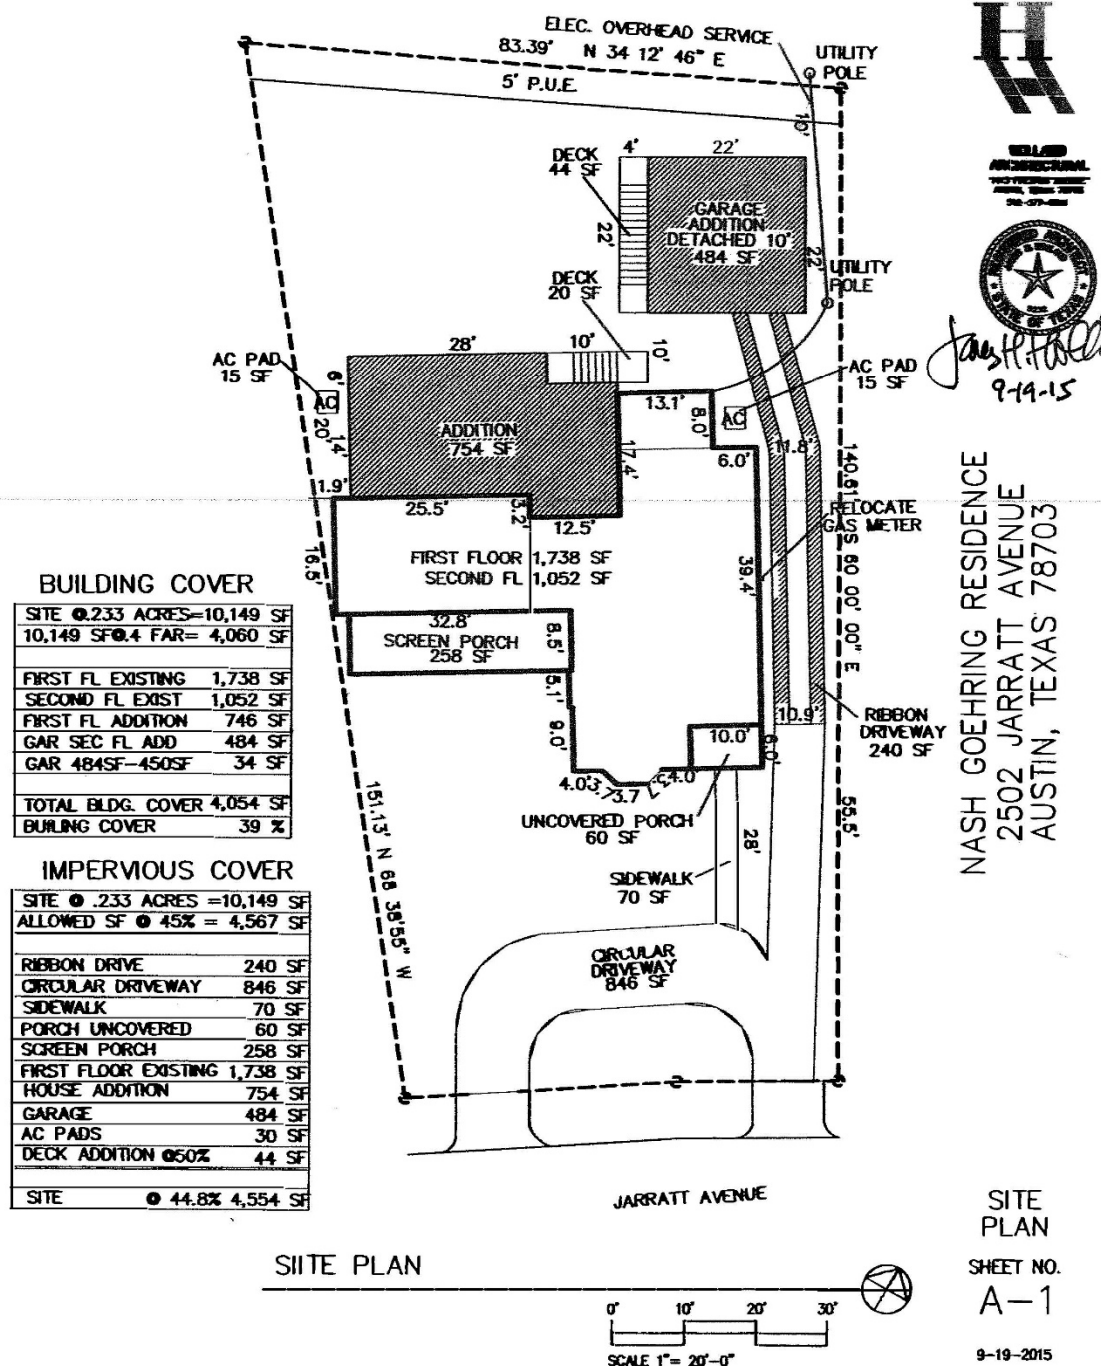 ELEC. OVERHEAD SERVICE
83.39' N 34 12' 46" E
UTILITY
POLE
5' P.U.E.
10'
DECK
44 SF
4'
22'
22'
GARAGE
ADDITION
DETACHED 10'
484 SF
22'
UTILITY
POLE
DECK
20 SF
STATE OF TEXAS
9-19-15
AC PAD
15 SF
28'
10'
10'
6'
AC
20'
14'
ADDITION
754 SF
13.1'
8.0'
AC
AC PAD
15 SF
6.0'
11.8'
17.4'
1.9'
25.5'
3.2'
12.5'
RELOCATE
GAS METER
140.61' S 60 00' 00" E
16.5'
FIRST FLOOR 1,738 SF
SECOND FL 1,052 SF
39.4'
32.8'
SCREEN PORCH
258 SF
8.5'
5.1'
9.0'
10.9'
RIBBON
DRIVEWAY
240 SF
10.0'
6.0'
4.0'
3.7
4.0
UNCOVERED PORCH
60 SF
28'
55.5'
SIDEWALK
70 SF
151.13' N 68 38'55" W
CIRCULAR
DRIVEWAY
846 SF
JARRATT AVENUE
BUILDING COVER
SITE @.233 ACRES=10,149 SF
10,149 SF@.4 FAR= 4,060 SF
FIRST FL EXISTING 1,738 SF
SECOND FL EXIST 1,052 SF
FIRST FL ADDITION 746 SF
GAR SEC FL ADD 484 SF
GAR 484SF-450SF 34 SF
TOTAL BLDG. COVER 4,054 SF
BUILING COVER 39 %
IMPERVIOUS COVER
SITE @ .233 ACRES =10,149 SF
ALLOWED SF @ 45% = 4,567 SF
RIBBON DRIVE 240 SF
CIRCULAR DRIVEWAY 846 SF
SIDEWALK 70 SF
PORCH UNCOVERED 60 SF
SCREEN PORCH 258 SF
FIRST FLOOR EXISTING 1,738 SF
HOUSE ADDITION 754 SF
GARAGE 484 SF
AC PADS 30 SF
DECK ADDITION @50% 44 SF
SITE @ 44.8% 4,554 SF
NASH GOEHRING RESIDENCE
2502 JARRATT AVENUE
AUSTIN, TEXAS 78703
SIITE PLAN
0' 10' 20' 30'
SCALE 1"= 20'-0"
SITE
PLAN
SHEET NO.
A-1
9-19-2015